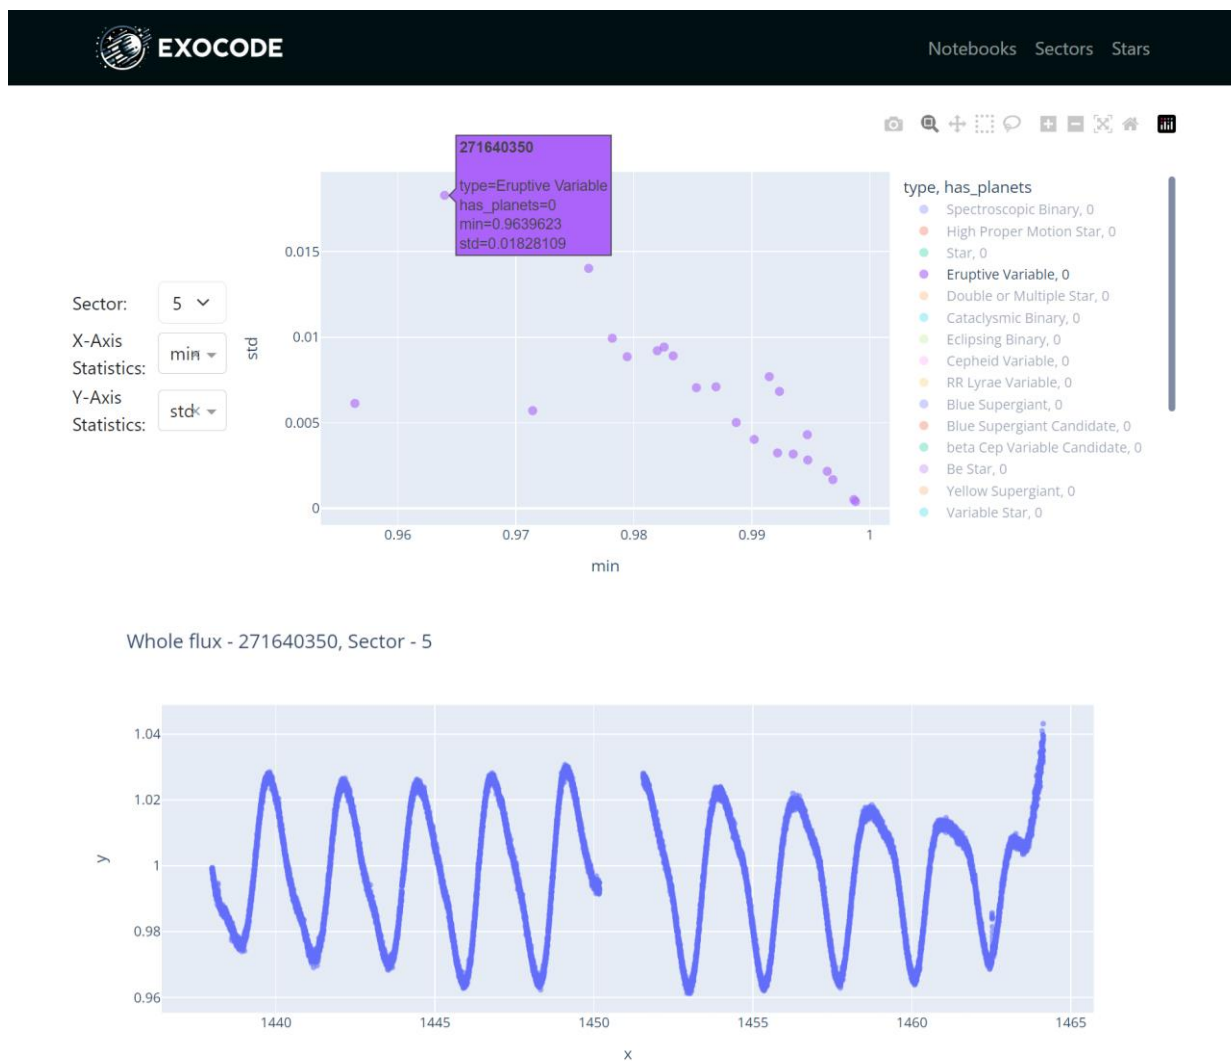 EXOCODE
Notebooks Sectors Stars
271640350
type=Eruptive Variable
has_planets=0
min=0.9639623
std=0.01828109
0.015
0.01
0.005
0
std
0.96 0.97 0.98 0.99 1
min
Sector: 5
X-Axis
Statistics: min
Y-Axis
Statistics: std
type, has_planets
Spectroscopic Binary, 0
High Proper Motion Star, 0
Star, 0
Eruptive Variable, 0
Double or Multiple Star, 0
Cataclysmic Binary, 0
Eclipsing Binary, 0
Cepheid Variable, 0
RR Lyrae Variable, 0
Blue Supergiant, 0
Blue Supergiant Candidate, 0
beta Cep Variable Candidate, 0
Be Star, 0
Yellow Supergiant, 0
Variable Star, 0
Whole flux - 271640350, Sector - 5
1.04
1.02
1
0.98
0.96
y
1440 1445 1450 1455 1460 1465
x